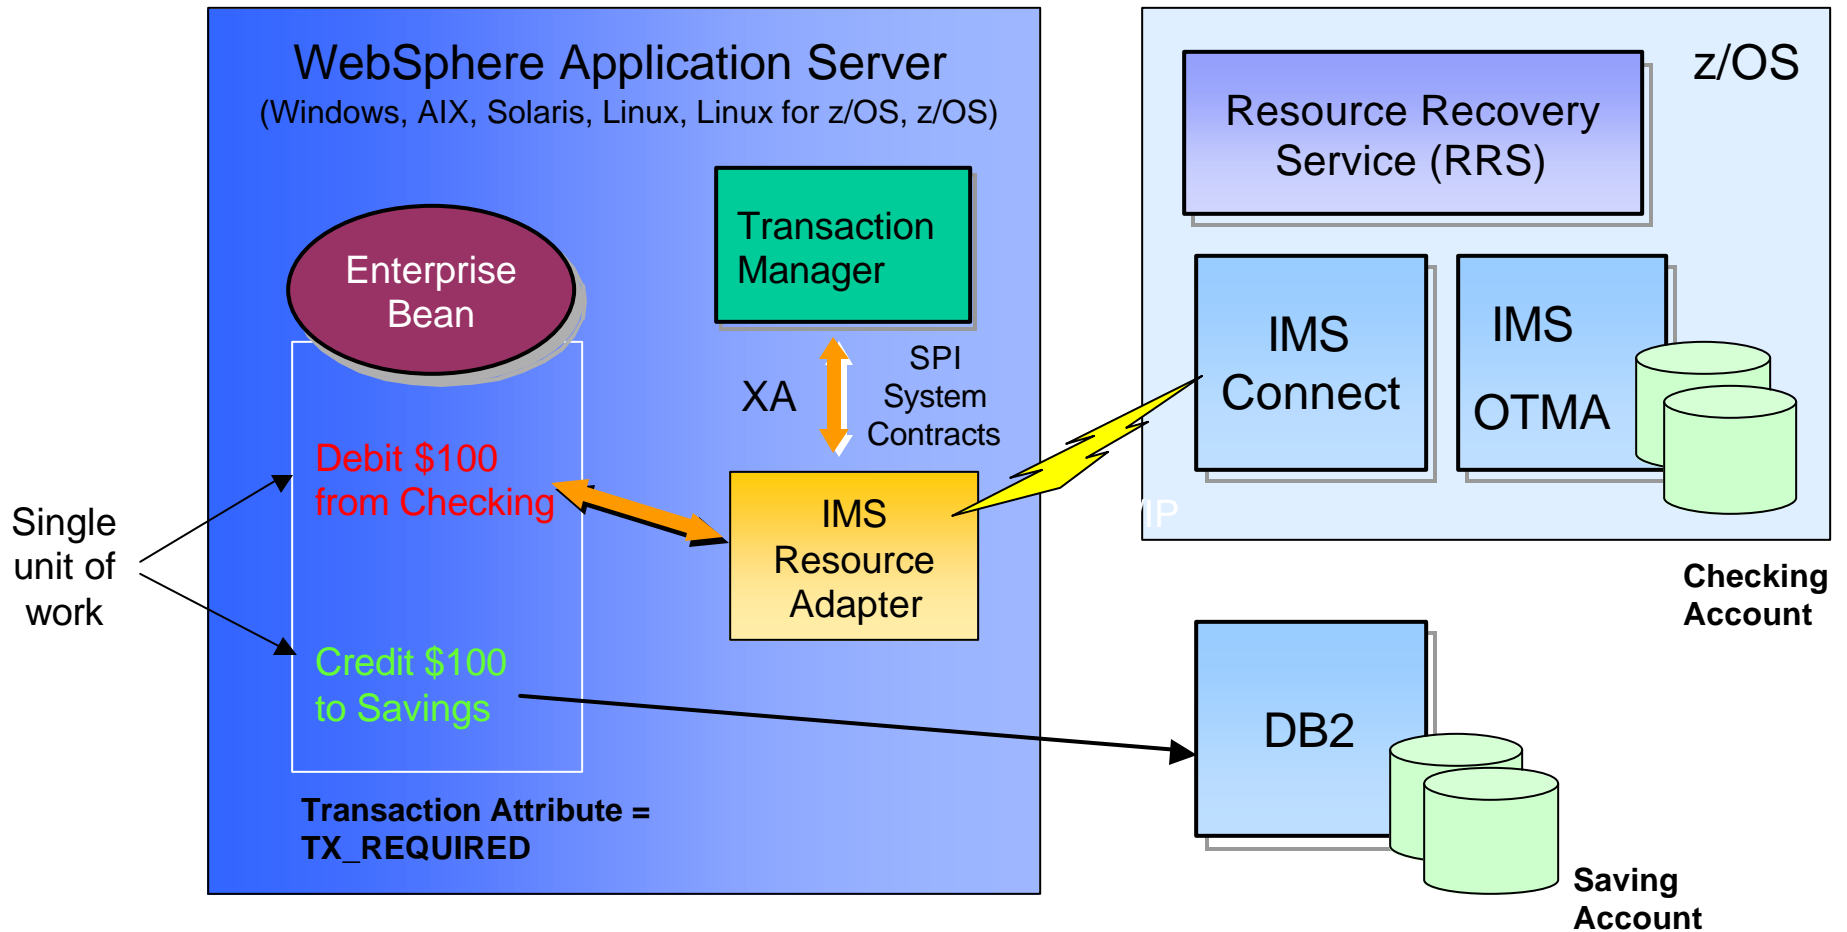 WebSphere Application Server
(Windows, AIX, Solaris, Linux, Linux for z/OS, z/OS)
Enterprise
Bean
Transaction
Manager
XA
SPI
System
Contracts
Debit $100
from Checking
IMS
Resource
Adapter
Single
unit of
work
Credit $100
to Savings
Transaction Attribute =
TX_REQUIRED
z/OS
Resource Recovery
Service (RRS)
IMS
Connect
IMS
OTMA
Checking
Account
DB2
Saving
Account